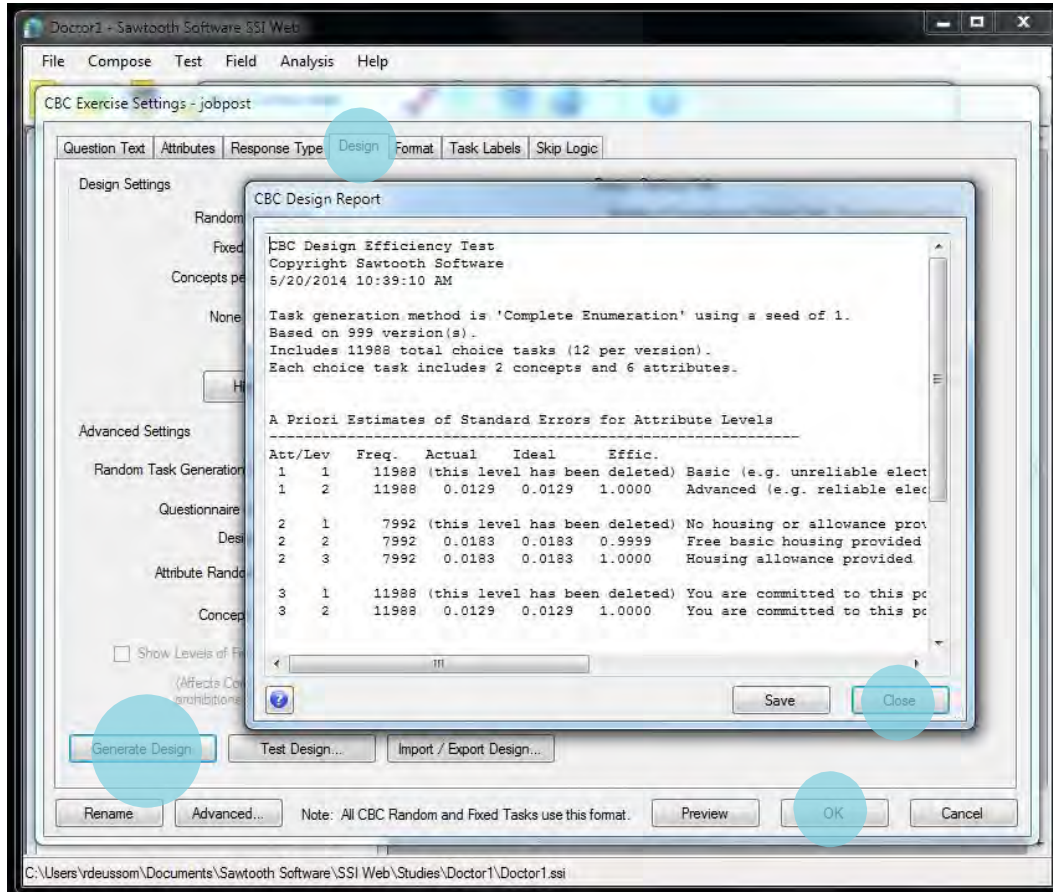 Doctor1 - Sawtooth Software SSI Web
File Compose Test Field Analysis Help
CBC Exercise Settings - jobpost
Question Text Attributes Response Type Design Format Task Labels Skip Logic
Design Settings
Random
Fixed
Concepts pe
None
Hi
Advanced Settings
Random Task Generation
Questionnaire
Desi
Attribute Rando
Concep
Show Levels of Fi
(Affects Con
prohibitions
CBC Design Report
CBC Design Efficiency Test
Copyright Sawtooth Software
5/20/2014 10:39:10 AM
Task generation method is 'Complete Enumeration' using a seed of 1.
Based on 999 version(s).
Includes 11988 total choice tasks (12 per version).
Each choice task includes 2 concepts and 6 attributes.
A Priori Estimates of Standard Errors for Attribute Levels
-------------------------------------------------------------
Att/Lev Freq. Actual Ideal Effic.
1 1 11988 (this level has been deleted) Basic (e.g. unreliable elect
1 2 11988 0.0129 0.0129 1.0000 Advanced (e.g. reliable elec
2 1 7992 (this level has been deleted) No housing or allowance prov
2 2 7992 0.0183 0.0183 0.9999 Free basic housing provided
2 3 7992 0.0183 0.0183 1.0000 Housing allowance provided
3 1 11988 (this level has been deleted) You are committed to this po
3 2 11988 0.0129 0.0129 1.0000 You are committed to this po
Save Close
Generate Design Test Design... Import / Export Design...
Rename Advanced... Note: All CBC Random and Fixed Tasks use this format. Preview OK Cancel
C:\Users\rdeussom\Documents\Sawtooth Software\SSI Web\Studies\Doctor1\Doctor1.ssi